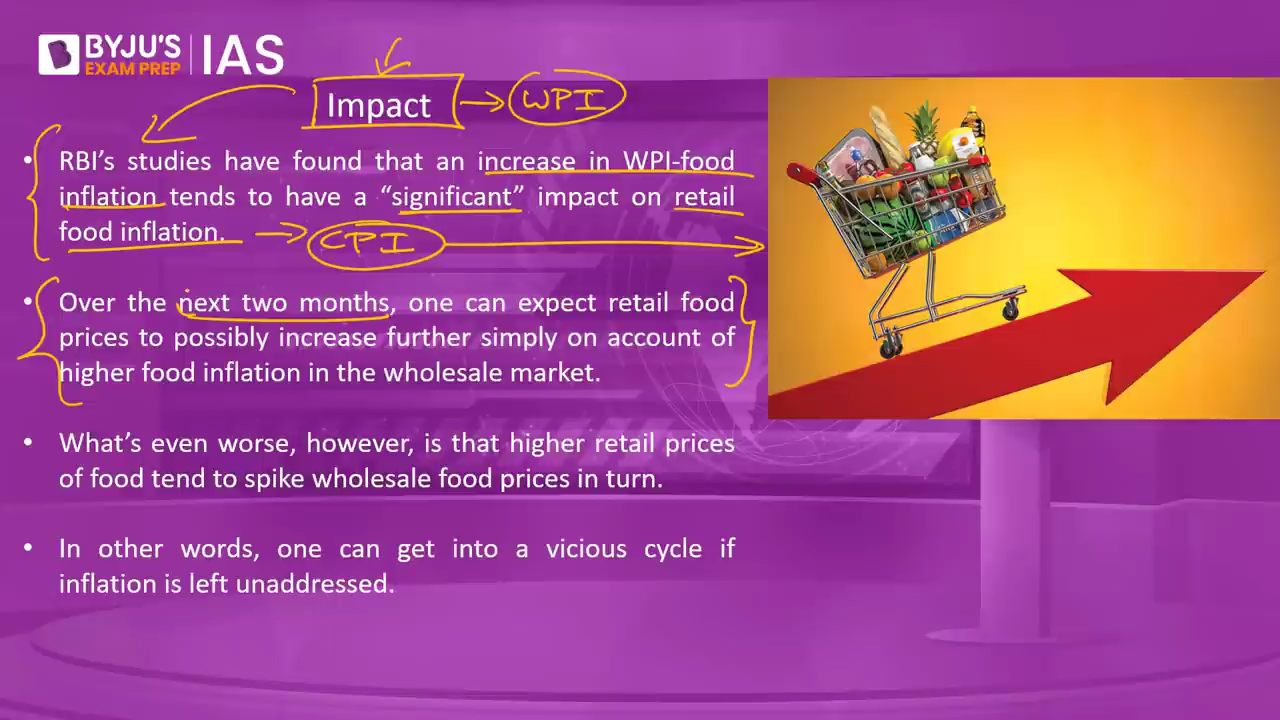 BYJU'S
EXAM PREP
IAS
Impact
WPI
• RBI’s studies have found that an increase in WPI-food
inflation tends to have a “significant” impact on retail
food inflation.
CPI
• Over the next two months, one can expect retail food
prices to possibly increase further simply on account of
higher food inflation in the wholesale market.
• What’s even worse, however, is that higher retail prices
of food tend to spike wholesale food prices in turn.
• In other words, one can get into a vicious cycle if
inflation is left unaddressed.